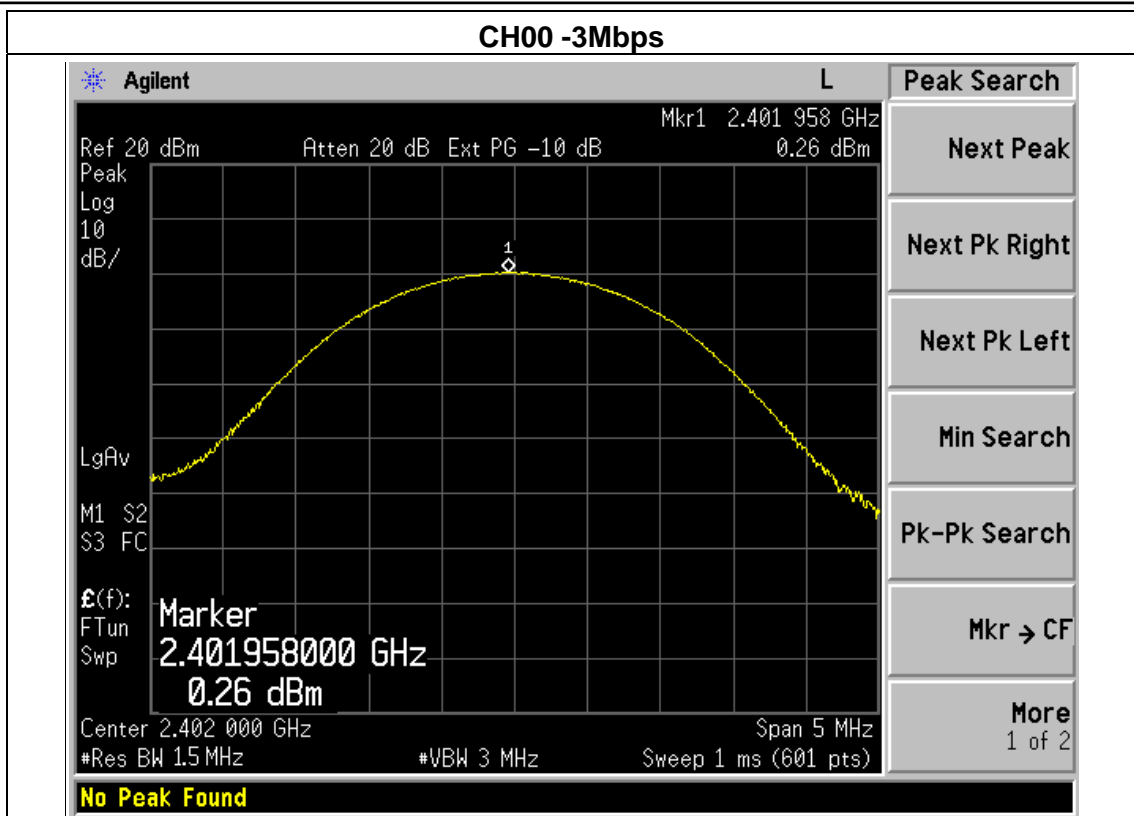 CH00 -3Mbps
Agilent L Peak Search
Mkr1 2.401 958 GHz
Ref 20 dBm Atten 20 dB Ext PG -10 dB 0.26 dBm
Peak
Log
10
dB/
1
LgAv
M1 S2
S3 FC
£(f):
FTun
Swp
Marker
2.401958000 GHz
0.26 dBm
Center 2.402 000 GHz Span 5 MHz
#Res BW 1.5 MHz #VBW 3 MHz Sweep 1 ms (601 pts)
No Peak Found
Next Peak
Next Pk Right
Next Pk Left
Min Search
Pk-Pk Search
Mkr → CF
More
1 of 2